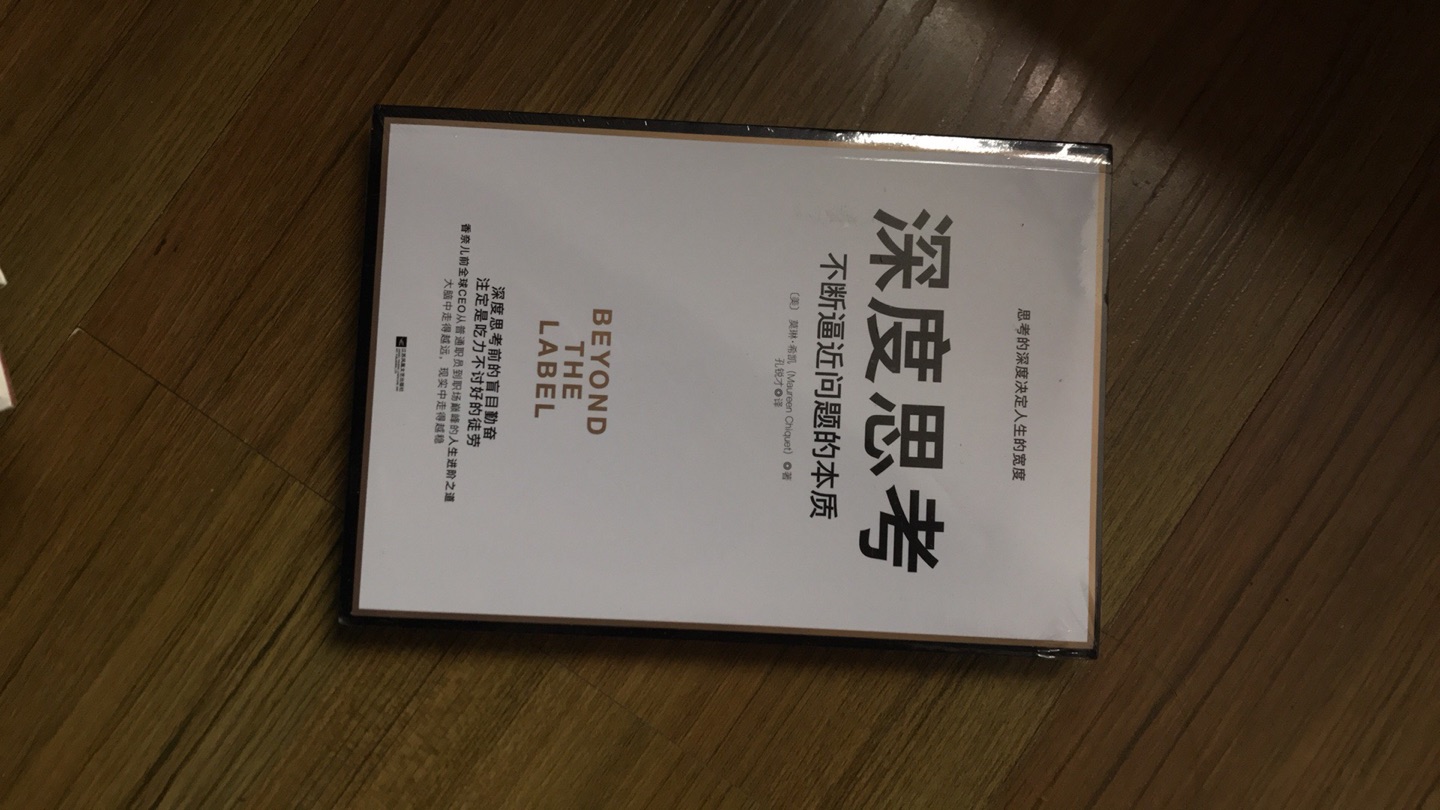 思考的深度决定人生的宽度
深度思考
不断逼近问题的本质
〔美〕莫琳·希凯（Maureen Chiquet）◎著
孔锐才◎译
BEYOND
THE
LABEL
深度思考前的盲目勤奋
注定是吃力不讨好的徒劳
香奈儿前全球CEO从普通职员到职场巅峰的人生进阶之道
大脑中走得越远，现实中走得越稳